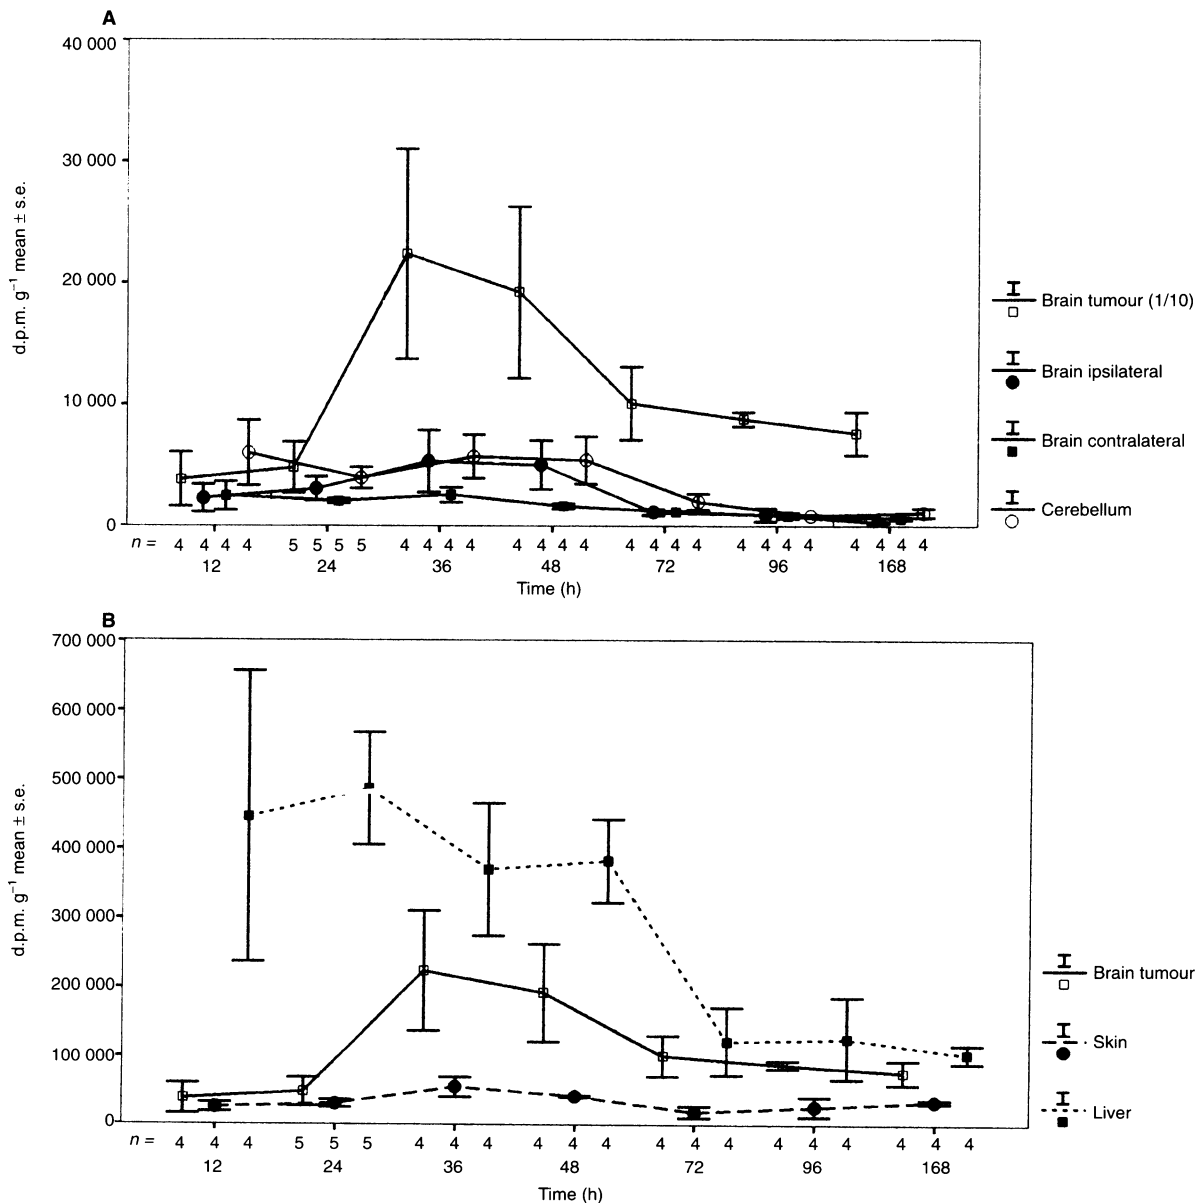 A
40 000
30 000
20 000
10 000
0
d.p.m. g⁻¹ mean ± s.e.
n = 4 4 4 4 5 5 5 5 4 4 4 4 4 4 4 4 4 4 4 4 4 4 4 4 4 4 4 4
12 24 36 48 72 96 168
Time (h)
Brain tumour (1/10)
Brain ipsilateral
Brain contralateral
Cerebellum
B
700 000
600 000
500 000
400 000
300 000
200 000
100 000
0
d.p.m. g⁻¹ mean ± s.e.
n = 4 4 4 5 5 5 4 4 4 4 4 4 4 4 4 4 4 4 4 4 4
12 24 36 48 72 96 168
Time (h)
Brain tumour
Skin
Liver